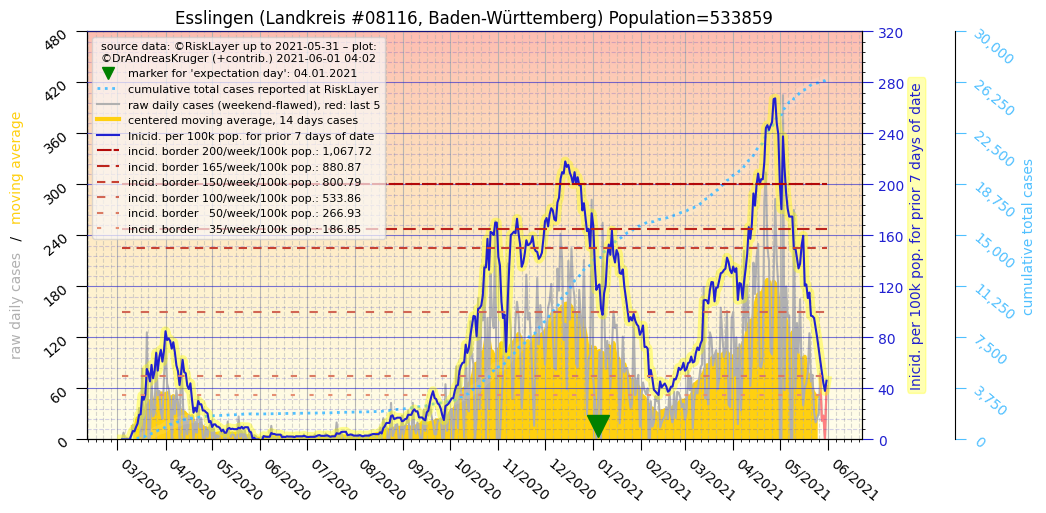 Esslingen (Landkreis #08116, Baden-Württemberg) Population=533859
source data: ©RiskLayer up to 2021-05-31 – plot:
©DrAndreasKruger (+contrib.) 2021-06-01 04:02
marker for 'expectation day': 04.01.2021
cumulative total cases reported at RiskLayer
raw daily cases (weekend-flawed), red: last 5
centered moving average, 14 days cases
Inicid. per 100k pop. for prior 7 days of date
incid. border 200/week/100k pop.: 1,067.72
incid. border 165/week/100k pop.: 880.87
incid. border 150/week/100k pop.: 800.79
incid. border 100/week/100k pop.: 533.86
incid. border 50/week/100k pop.: 266.93
incid. border 35/week/100k pop.: 186.85
raw daily cases / moving average
480
420
360
300
240
180
120
60
0
03/2020
04/2020
05/2020
06/2020
07/2020
08/2020
09/2020
10/2020
11/2020
12/2020
01/2021
02/2021
03/2021
04/2021
05/2021
06/2021
320
280
240
200
160
120
80
40
0
Inicid. per 100k pop. for prior 7 days of date
30,000
26,250
22,500
18,750
15,000
11,250
7,500
3,750
0
cumulative total cases